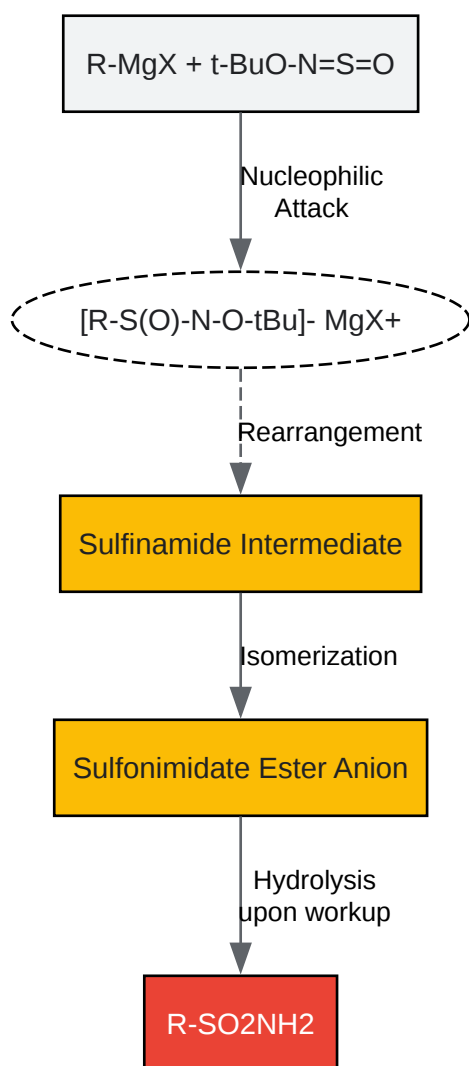 R-MgX + t-BuO-N=S=O
Nucleophilic
Attack
[R-S(O)-N-O-tBu]- MgX+
Rearrangement
Sulfinamide Intermediate
Isomerization
Sulfonimidate Ester Anion
Hydrolysis
upon workup
R-SO2NH2